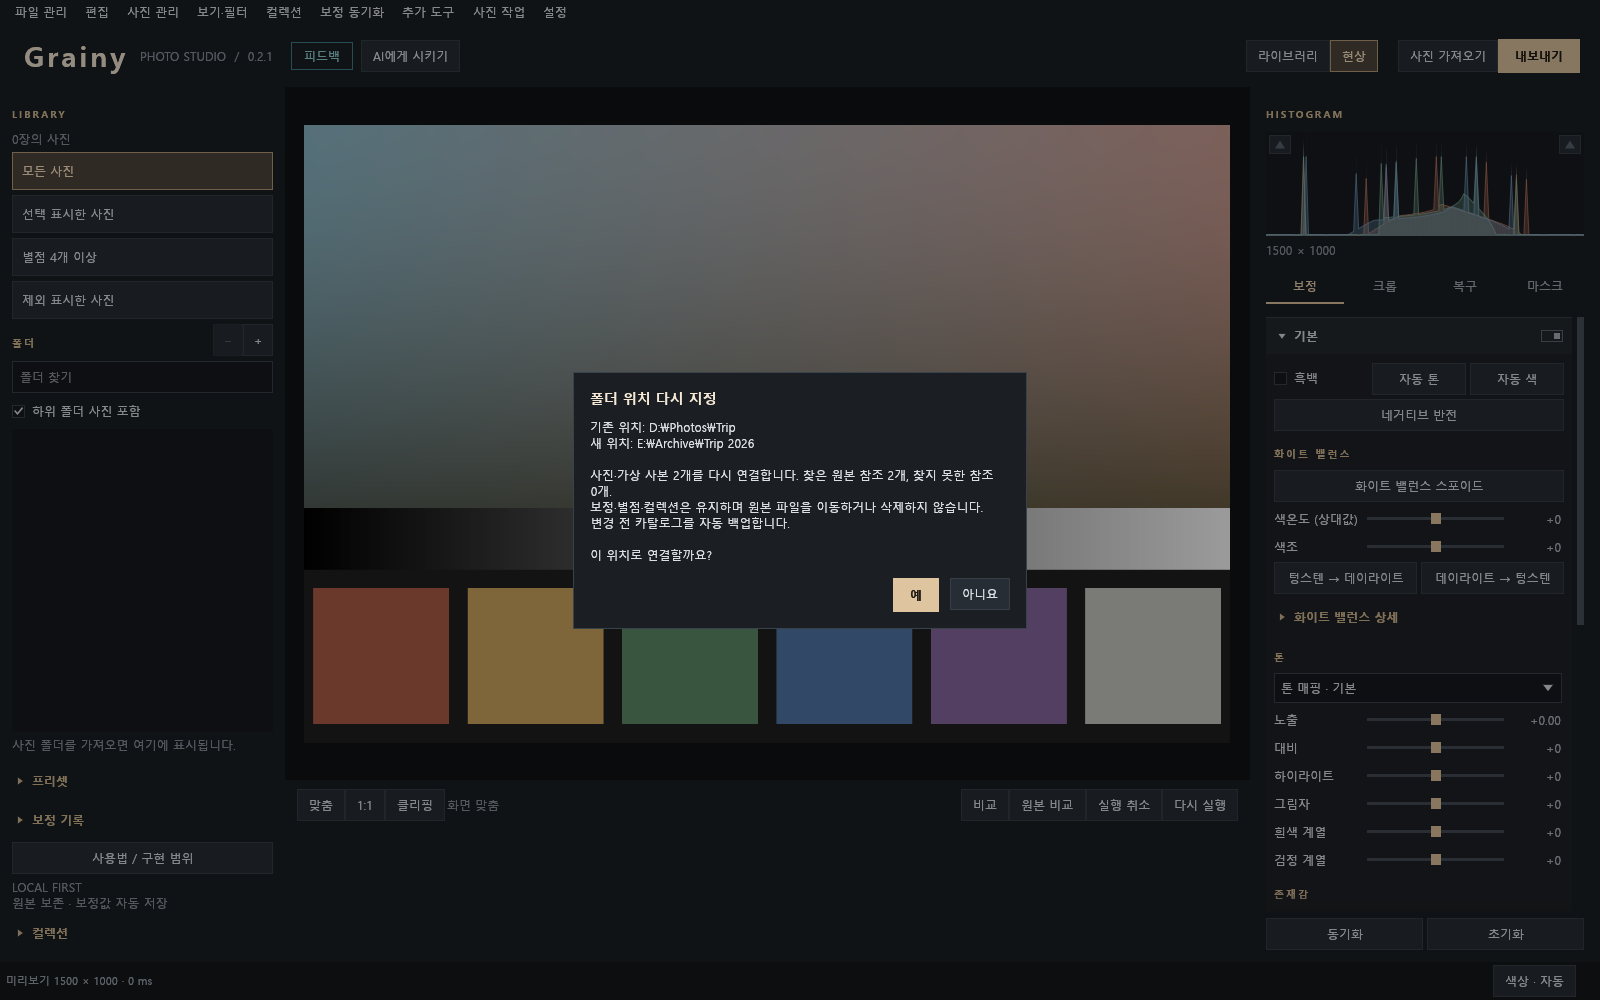 파일 관리 편집 사진 관리 보기·필터 컬렉션 보정 동기화 추가 도구 사진 작업 설정
Grainy PHOTO STUDIO / 0.2.1 피드백 AI에게 시키기 라이브러리 현상 사진 가져오기 내보내기
LIBRARY
0장의 사진
모든 사진
선택 표시한 사진
별점 4개 이상
제외 표시한 사진
폴더 − +
폴더 찾기
하위 폴더 사진 포함
사진 폴더를 가져오면 여기에 표시됩니다.
프리셋
보정 기록
사용법 / 구현 범위
LOCAL FIRST
원본 보존 · 보정값 자동 저장
컬렉션
폴더 위치 다시 지정
기존 위치: D:₩Photos₩Trip
새 위치: E:₩Archive₩Trip 2026
사진·가상 사본 2개를 다시 연결합니다. 찾은 원본 참조 2개, 찾지 못한 참조
0개.
보정·별점·컬렉션은 유지하며 원본 파일을 이동하거나 삭제하지 않습니다.
변경 전 카탈로그를 자동 백업합니다.
이 위치로 연결할까요?
예 아니요
맞춤 1:1 클리핑 화면 맞춤 비교 원본 비교 실행 취소 다시 실행
HISTOGRAM
1500 × 1000
보정 크롭 복구 마스크
기본
흑백 자동 톤 자동 색
네거티브 반전
화이트 밸런스
화이트 밸런스 스포이드
색온도 (상대값) +0
색조 +0
텅스텐 → 데이라이트 데이라이트 → 텅스텐
화이트 밸런스 상세
톤
톤 매핑 · 기본
노출 +0.00
대비 +0
하이라이트 +0
그림자 +0
흰색 계열 +0
검정 계열 +0
존재감
동기화 초기화
미리보기 1500 × 1000 · 0 ms 색상 · 자동